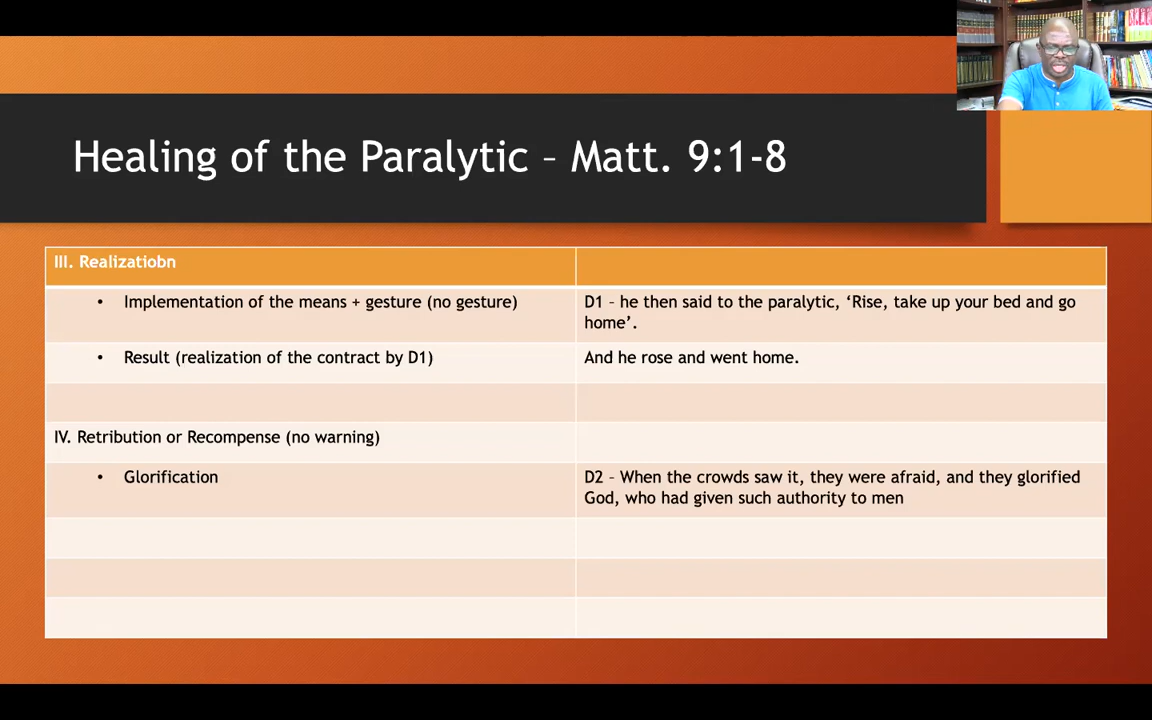 Healing of the Paralytic – Matt. 9:1-8
III. Realizatiobn
• Implementation of the means + gesture (no gesture)
D1 – he then said to the paralytic, ‘Rise, take up your bed and go
home’.
• Result (realization of the contract by D1)
And he rose and went home.
IV. Retribution or Recompense (no warning)
• Glorification
D2 – When the crowds saw it, they were afraid, and they glorified
God, who had given such authority to men